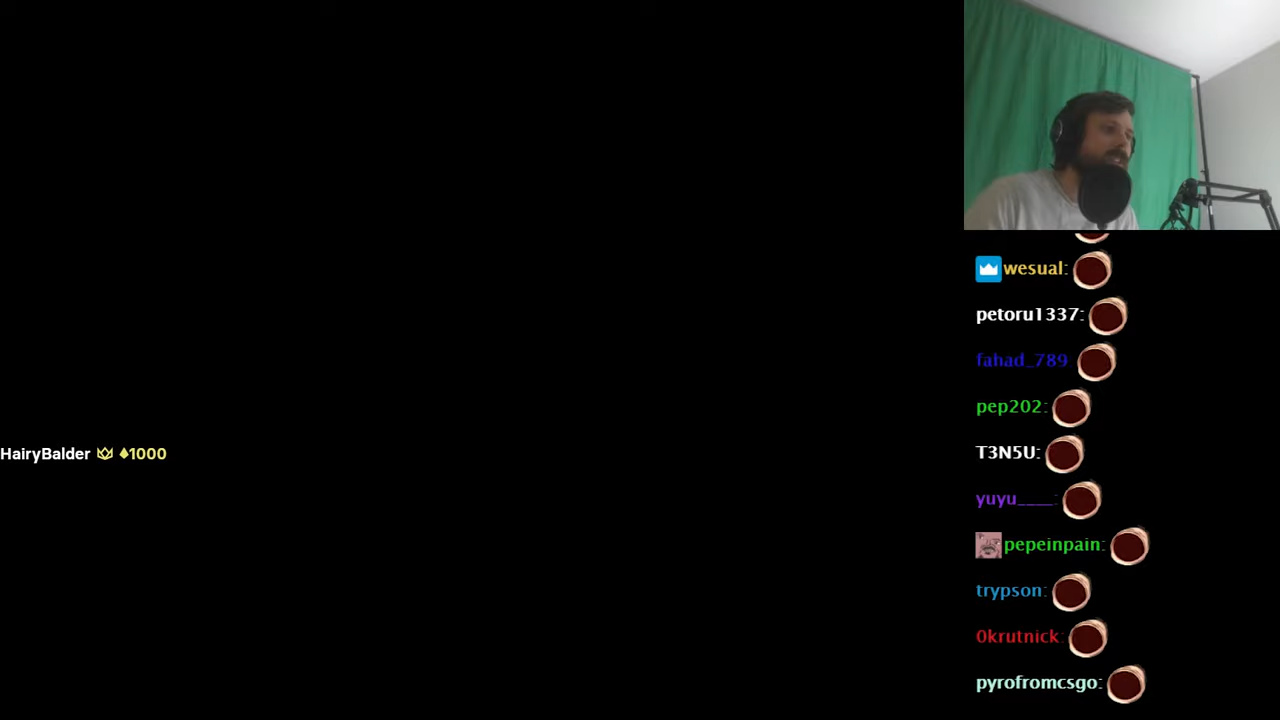 HairyBalder 1000
wesual:
petoru1337:
fahad_789:
pep202:
T3N5U:
yuyu____:
pepeinpain:
trypson:
0krutnick:
pyrofromcsgo: